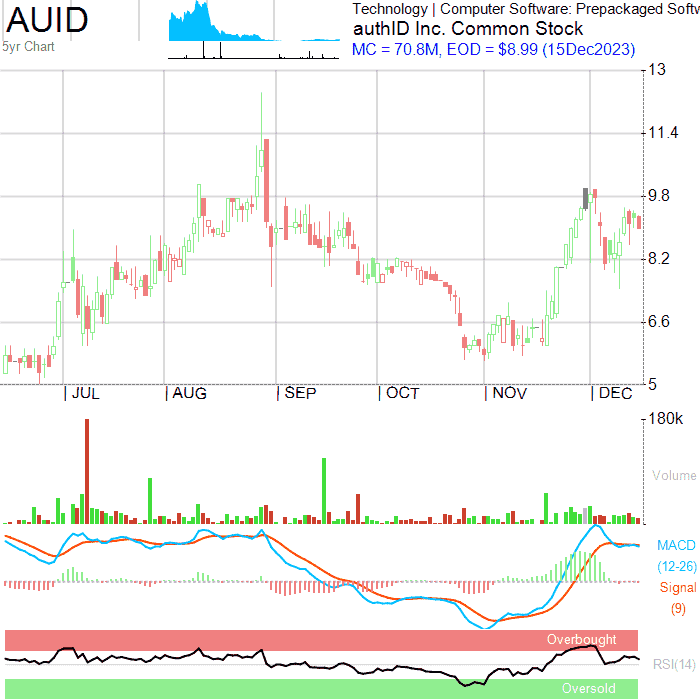 AUID
5yr Chart
Technology | Computer Software: Prepackaged Softw
authID Inc. Common Stock
MC = 70.8M, EOD = $8.99 (15Dec2023)
13
11.4
9.8
8.2
6.6
5
JUL
AUG
SEP
OCT
NOV
DEC
180k
Volume
MACD
(12-26)
Signal
(9)
Overbought
RSI(14)
Oversold